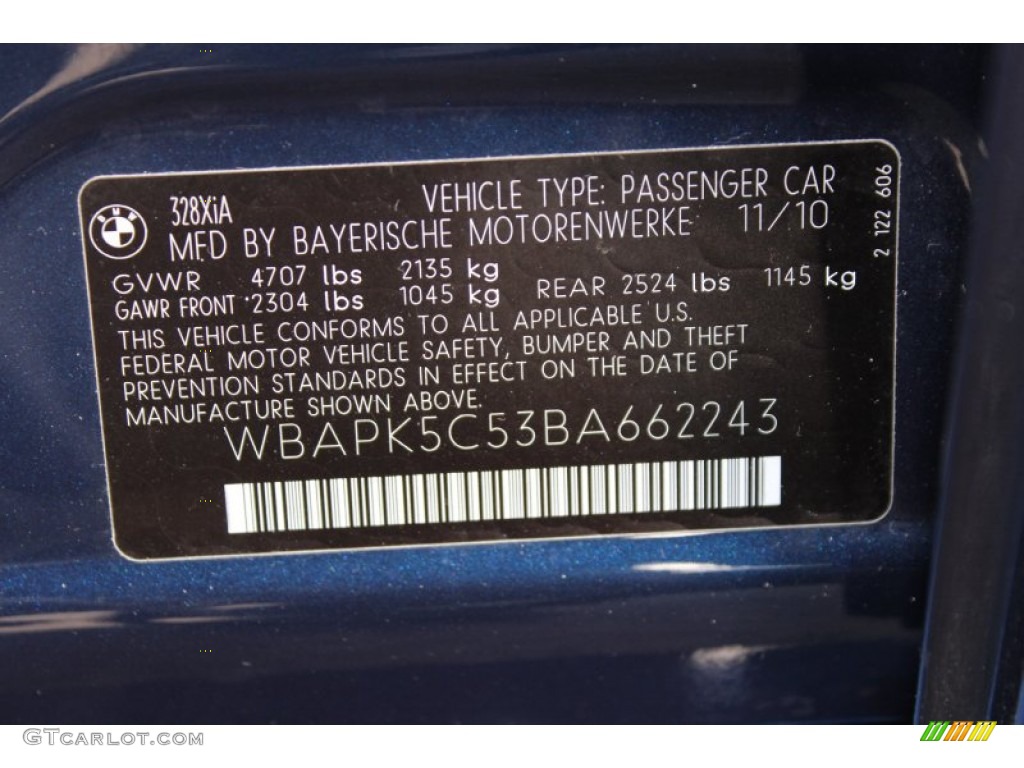 BMW
328XiA
VEHICLE TYPE: PASSENGER CAR
MFD BY BAYERISCHE MOTORENWERKE 11/10
GVWR 4707 lbs 2135 kg
GAWR FRONT 2304 lbs 1045 kg REAR 2524 lbs 1145 kg
THIS VEHICLE CONFORMS TO ALL APPLICABLE U.S.
FEDERAL MOTOR VEHICLE SAFETY, BUMPER AND THEFT
PREVENTION STANDARDS IN EFFECT ON THE DATE OF
MANUFACTURE SHOWN ABOVE.
WBAPK5C53BA662243
2 122 606
GTCarlot.com